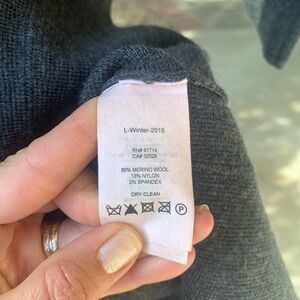 L-Winter-2015
RN# 91714
CA# 32528
85% MERINO WOOL
13% NYLON
2% SPANDEX
DRY CLEAN
P